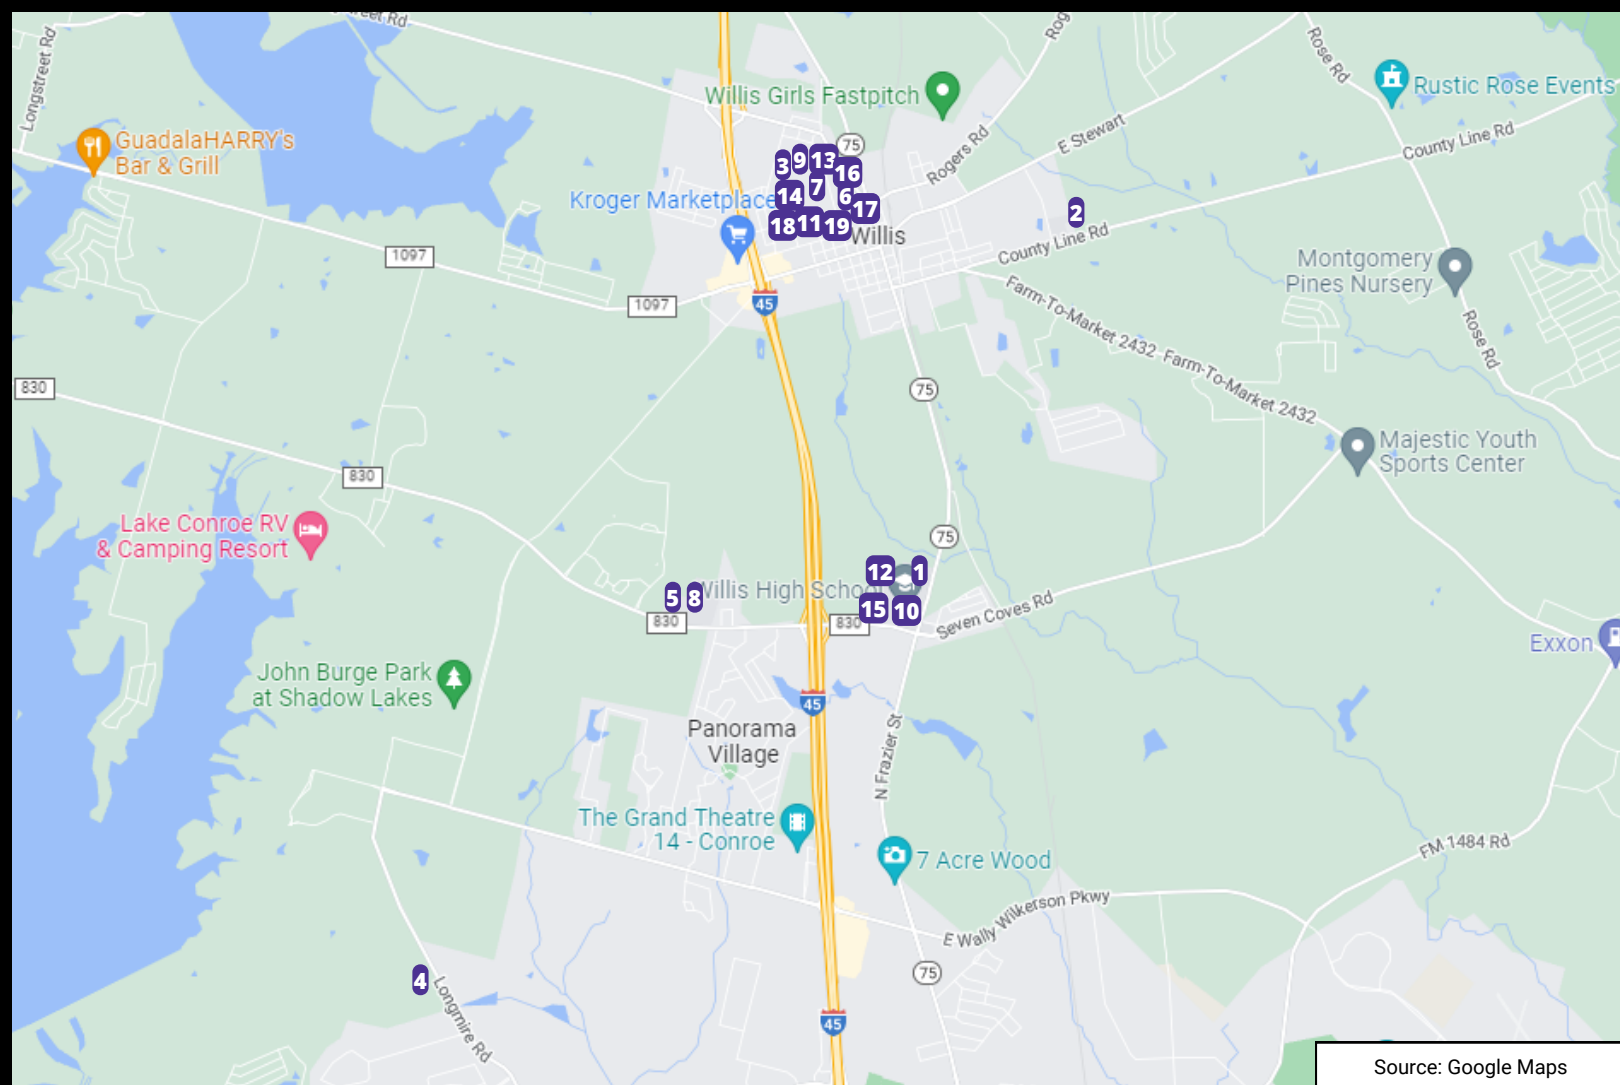 Longstreet Rd
street Rd
Rog
Rose Rd
Willis Girls Fastpitch
Rustic Rose Events
GuadalaHARRY's
Bar & Grill
75
Rogers Rd
E Stewart
County Line Rd
3
9
13
16
7
14
6
17
18
11
19
Kroger Marketplace
Willis
2
County Line Rd
1097
1097
45
Montgomery
Pines Nursery
Farm-To-Market 2432
Farm-To-Market 2432
Rose Rd
830
75
Majestic Youth
Sports Center
830
Lake Conroe RV
& Camping Resort
75
12
1
Willis High School
5
8
15
10
830
830
Seven Coves Rd
Exxon
John Burge Park
at Shadow Lakes
45
Panorama
Village
N Frazier St
The Grand Theatre
14 - Conroe
7 Acre Wood
FM 1484 Rd
E Wally Wilkerson Pkwy
4
Longmire Rd
75
45
Source: Google Maps